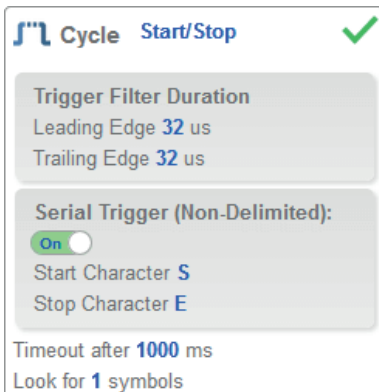 Cycle Start/Stop
Trigger Filter Duration
Leading Edge 32 us
Trailing Edge 32 us
Serial Trigger (Non-Delimited):
On
Start Character S
Stop Character E
Timeout after 1000 ms
Look for 1 symbols